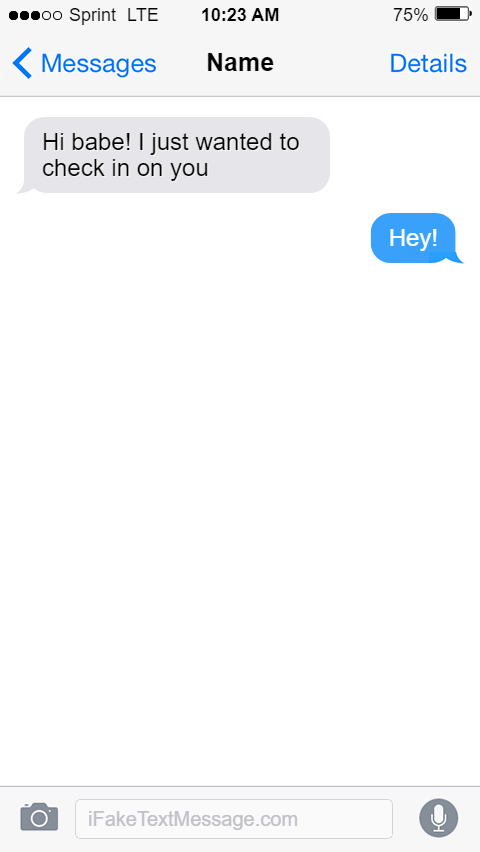 Sprint LTE 10:23 AM 75%
Messages Name Details
Hi babe! I just wanted to
check in on you
Hey!
iFakeTextMessage.com